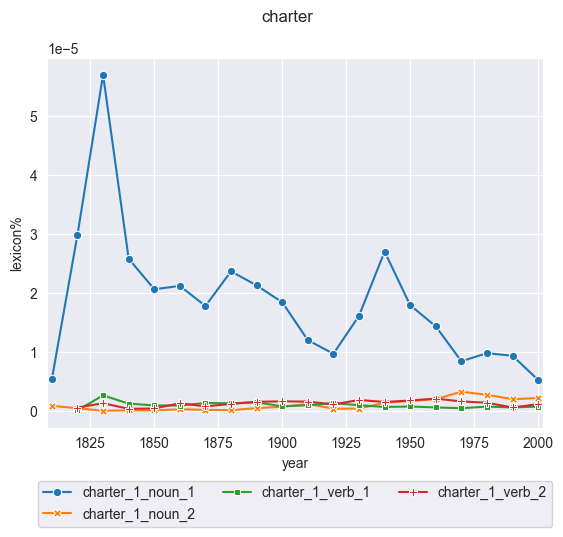 charter
1e−5
5
4
3
2
1
0
lexicon%
1825 1850 1875 1900 1925 1950 1975 2000
year
charter_1_noun_1 charter_1_verb_1 charter_1_verb_2
charter_1_noun_2